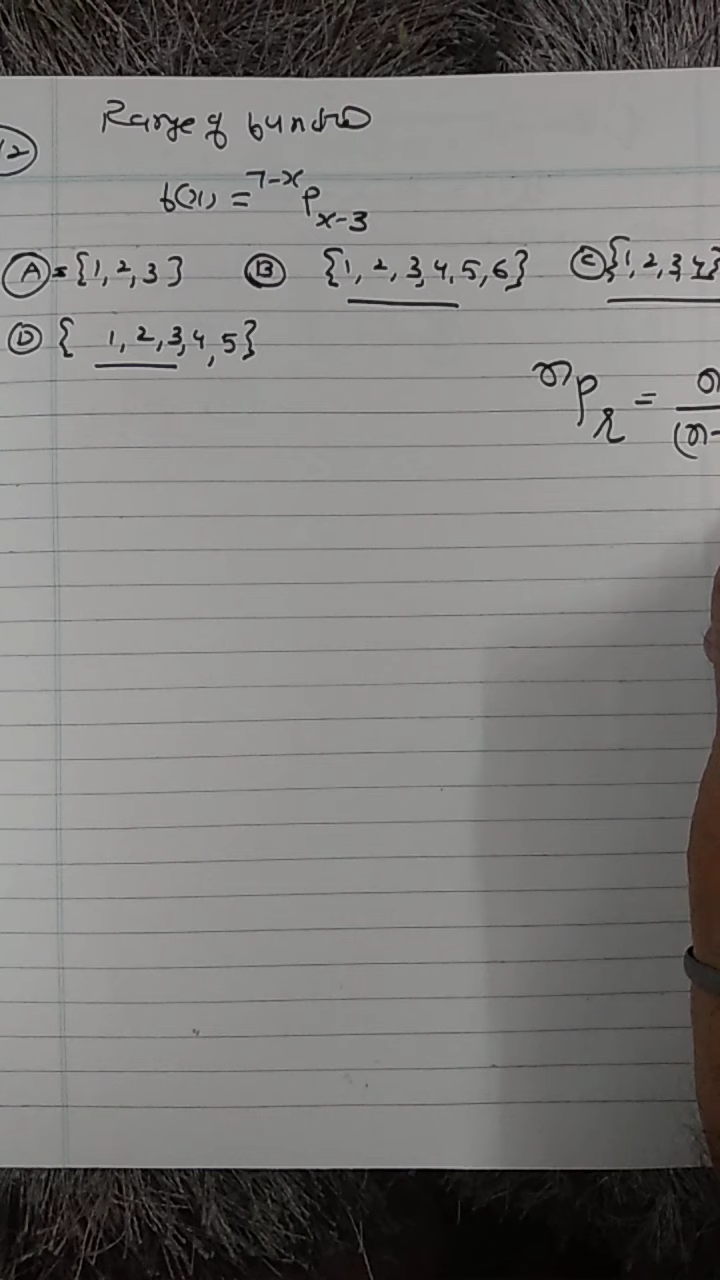 12
Range of function
f(x) = ⁷⁻ˣP ₓ₋₃
(A) = {1, 2, 3} (B) {1, 2, 3, 4, 5, 6} (C) {1, 2, 3, 4}
(D) { 1, 2, 3, 4, 5}
ⁿP_r = n / (n-